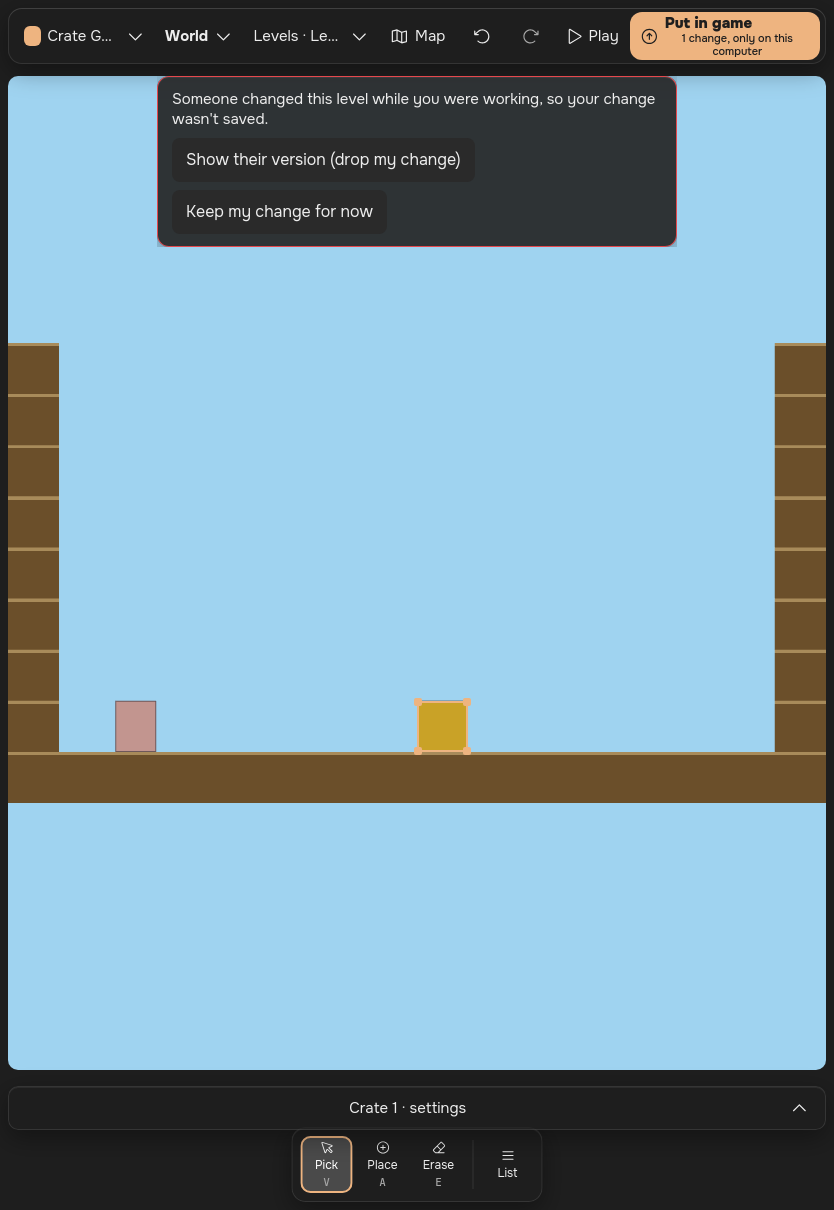 Crate G...
World
Levels · Le...
Map
Play
Put in game
1 change, only on this
computer
Someone changed this level while you were working, so your change
wasn't saved.
Show their version (drop my change)
Keep my change for now
Crate 1 · settings
Pick
V
Place
A
Erase
E
List